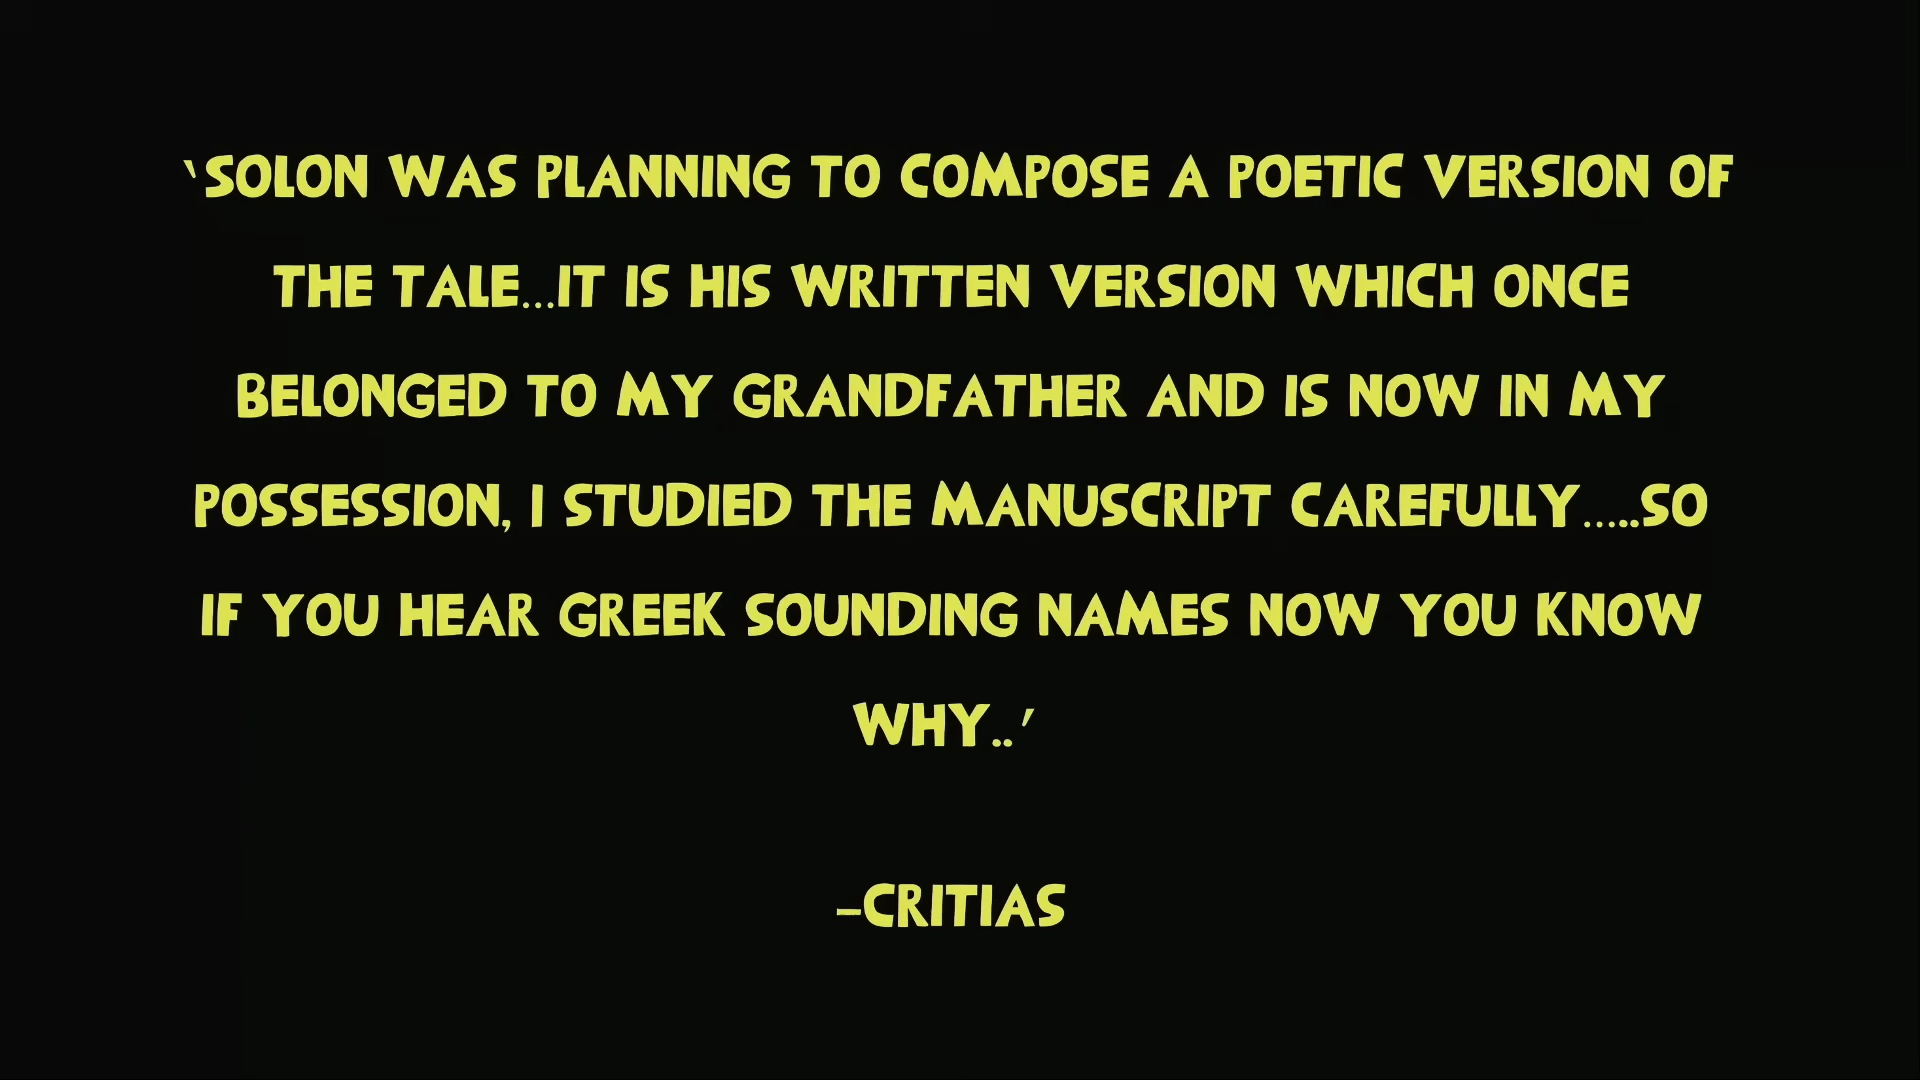 ‵SOLON WAS PLANNING TO COMPOSE A POETIC VERSION OF
THE TALE...IT IS HIS WRITTEN VERSION WHICH ONCE
BELONGED TO MY GRANDFATHER AND IS NOW IN MY
POSSESSION, I STUDIED THE MANUSCRIPT CAREFULLY.....SO
IF YOU HEAR GREEK SOUNDING NAMES NOW YOU KNOW
WHY..′
–CRITIAS